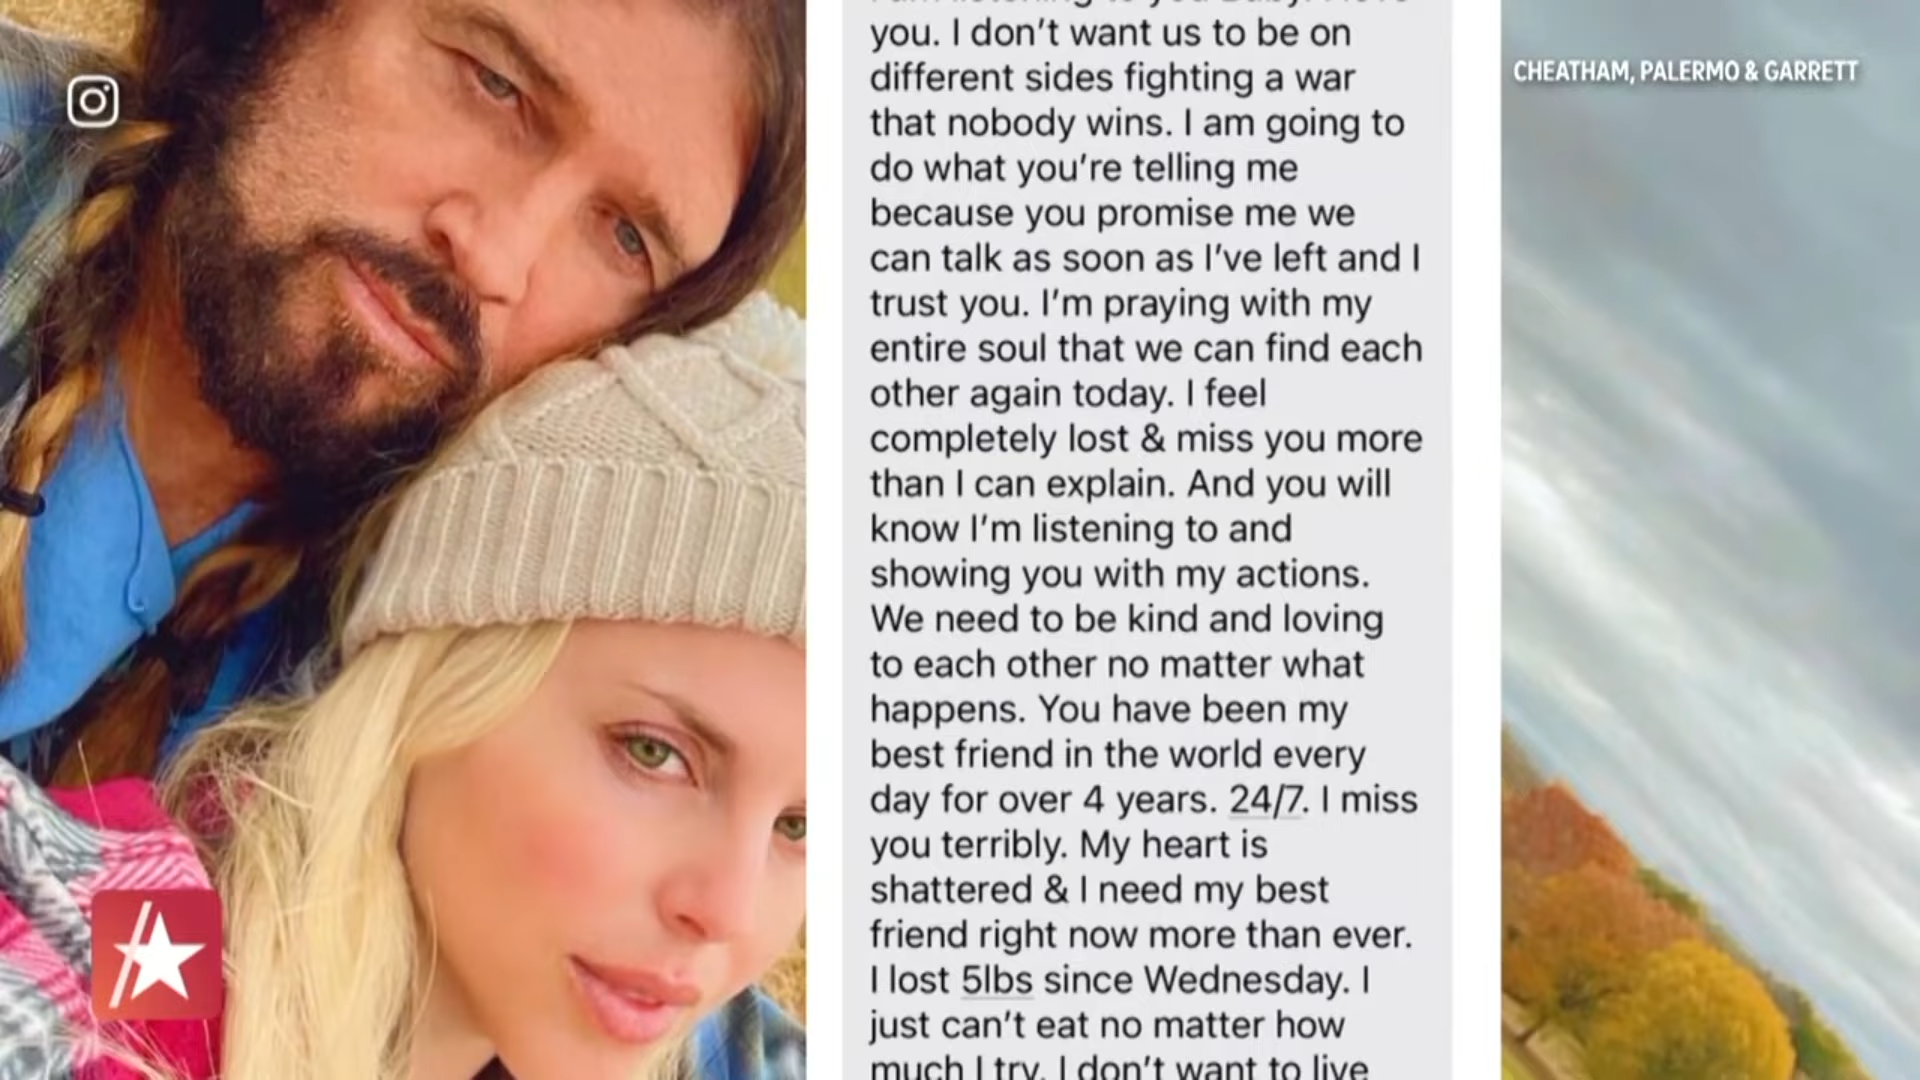 you. I don't want us to be on
different sides fighting a war
that nobody wins. I am going to
do what you're telling me
because you promise me we
can talk as soon as I've left and I
trust you. I'm praying with my
entire soul that we can find each
other again today. I feel
completely lost & miss you more
than I can explain. And you will
know I'm listening to and
showing you with my actions.
We need to be kind and loving
to each other no matter what
happens. You have been my
best friend in the world every
day for over 4 years. 24/7. I miss
you terribly. My heart is
shattered & I need my best
friend right now more than ever.
I lost 5lbs since Wednesday. I
just can't eat no matter how
much I try. I don't want to live
CHEATHAM, PALERMO & GARRETT